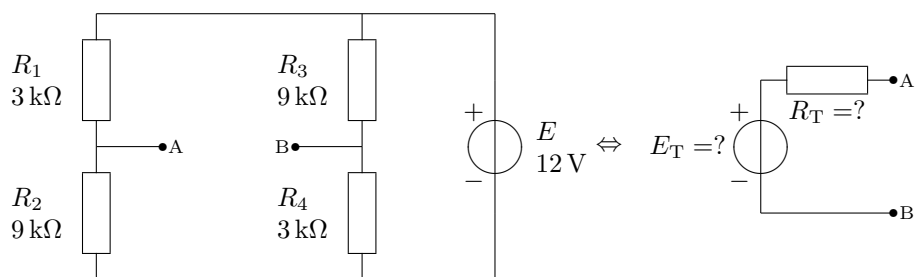 R₁
3 kΩ
A
R₂
9 kΩ
R₃
9 kΩ
B
R₄
3 kΩ
+
E
12 V
−
⇔
E_T =?
+
−
R_T =?
A
B